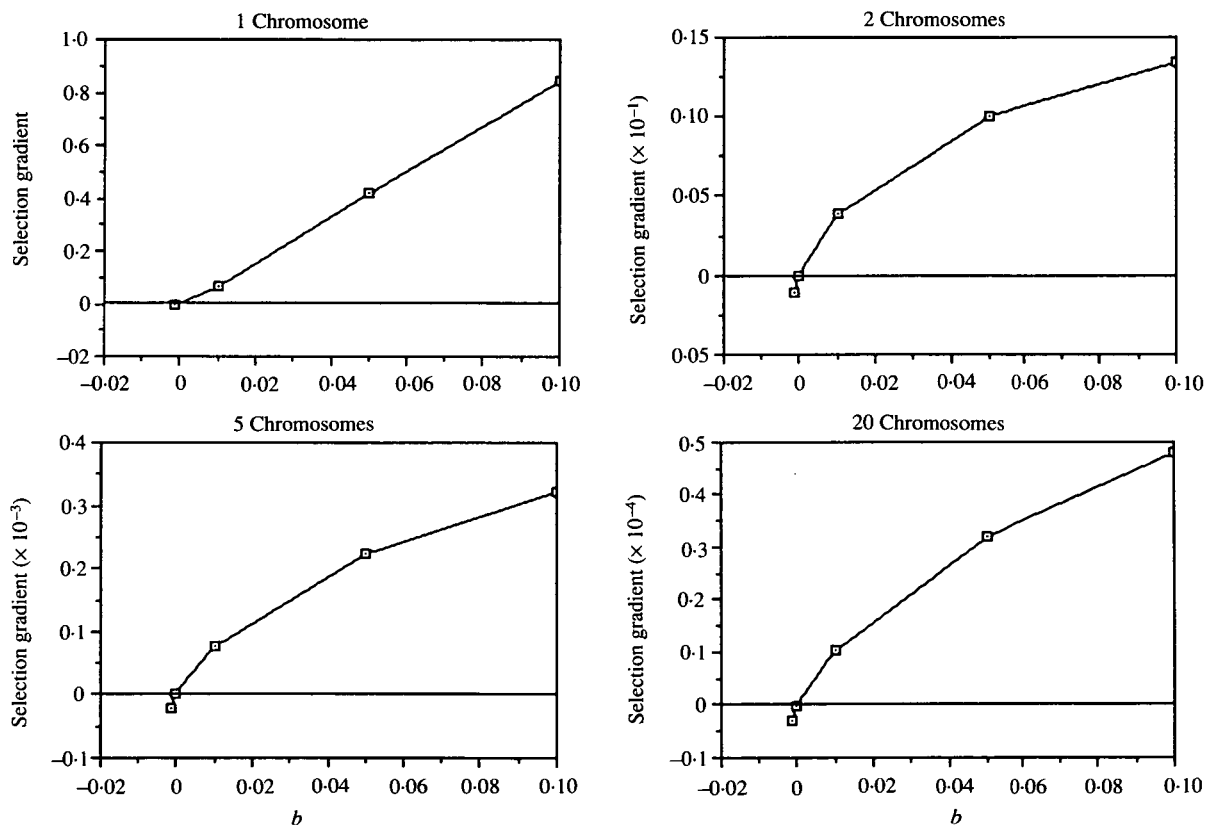 1 Chromosome
Selection gradient
1·0
0·8
0·6
0·4
0·2
0
−02
−0·02 0 0·02 0·04 0·06 0·08 0·10
2 Chromosomes
Selection gradient (× 10−1)
0·15
0·10
0·05
0
0·05
−0·02 0 0·02 0·04 0·06 0·08 0·10
5 Chromosomes
Selection gradient (× 10−3)
0·4
0·3
0·2
0·1
0
−0·1
−0·02 0 0·02 0·04 0·06 0·08 0·10
b
20 Chromosomes
Selection gradient (× 10−4)
0·5
0·4
0·3
0·2
0·1
0
−0·1
−0·02 0 0·02 0·04 0·06 0·08 0·10
b